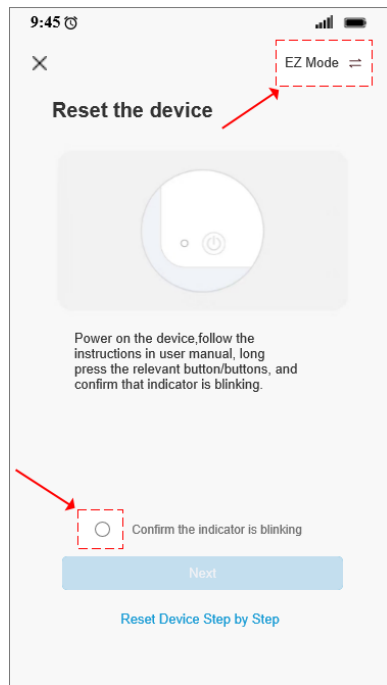 9:45
EZ Mode
Reset the device
Power on the device,follow the
instructions in user manual, long
press the relevant button/buttons, and
confirm that indicator is blinking.
Confirm the indicator is blinking
Next
Reset Device Step by Step